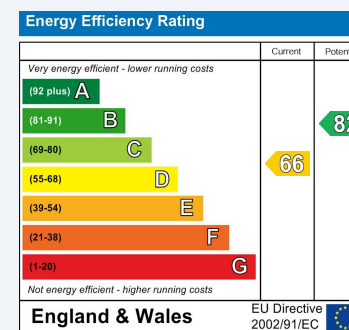 Energy Efficiency Rating
Current
Very energy efficient - lower running costs
(92 plus) A
(81-91) B
(69-80) C
(55-68) D
(39-54) E
(21-38) F
(1-20) G
66
Not energy efficient - higher running costs
England & Wales
EU Directive
2002/91/EC